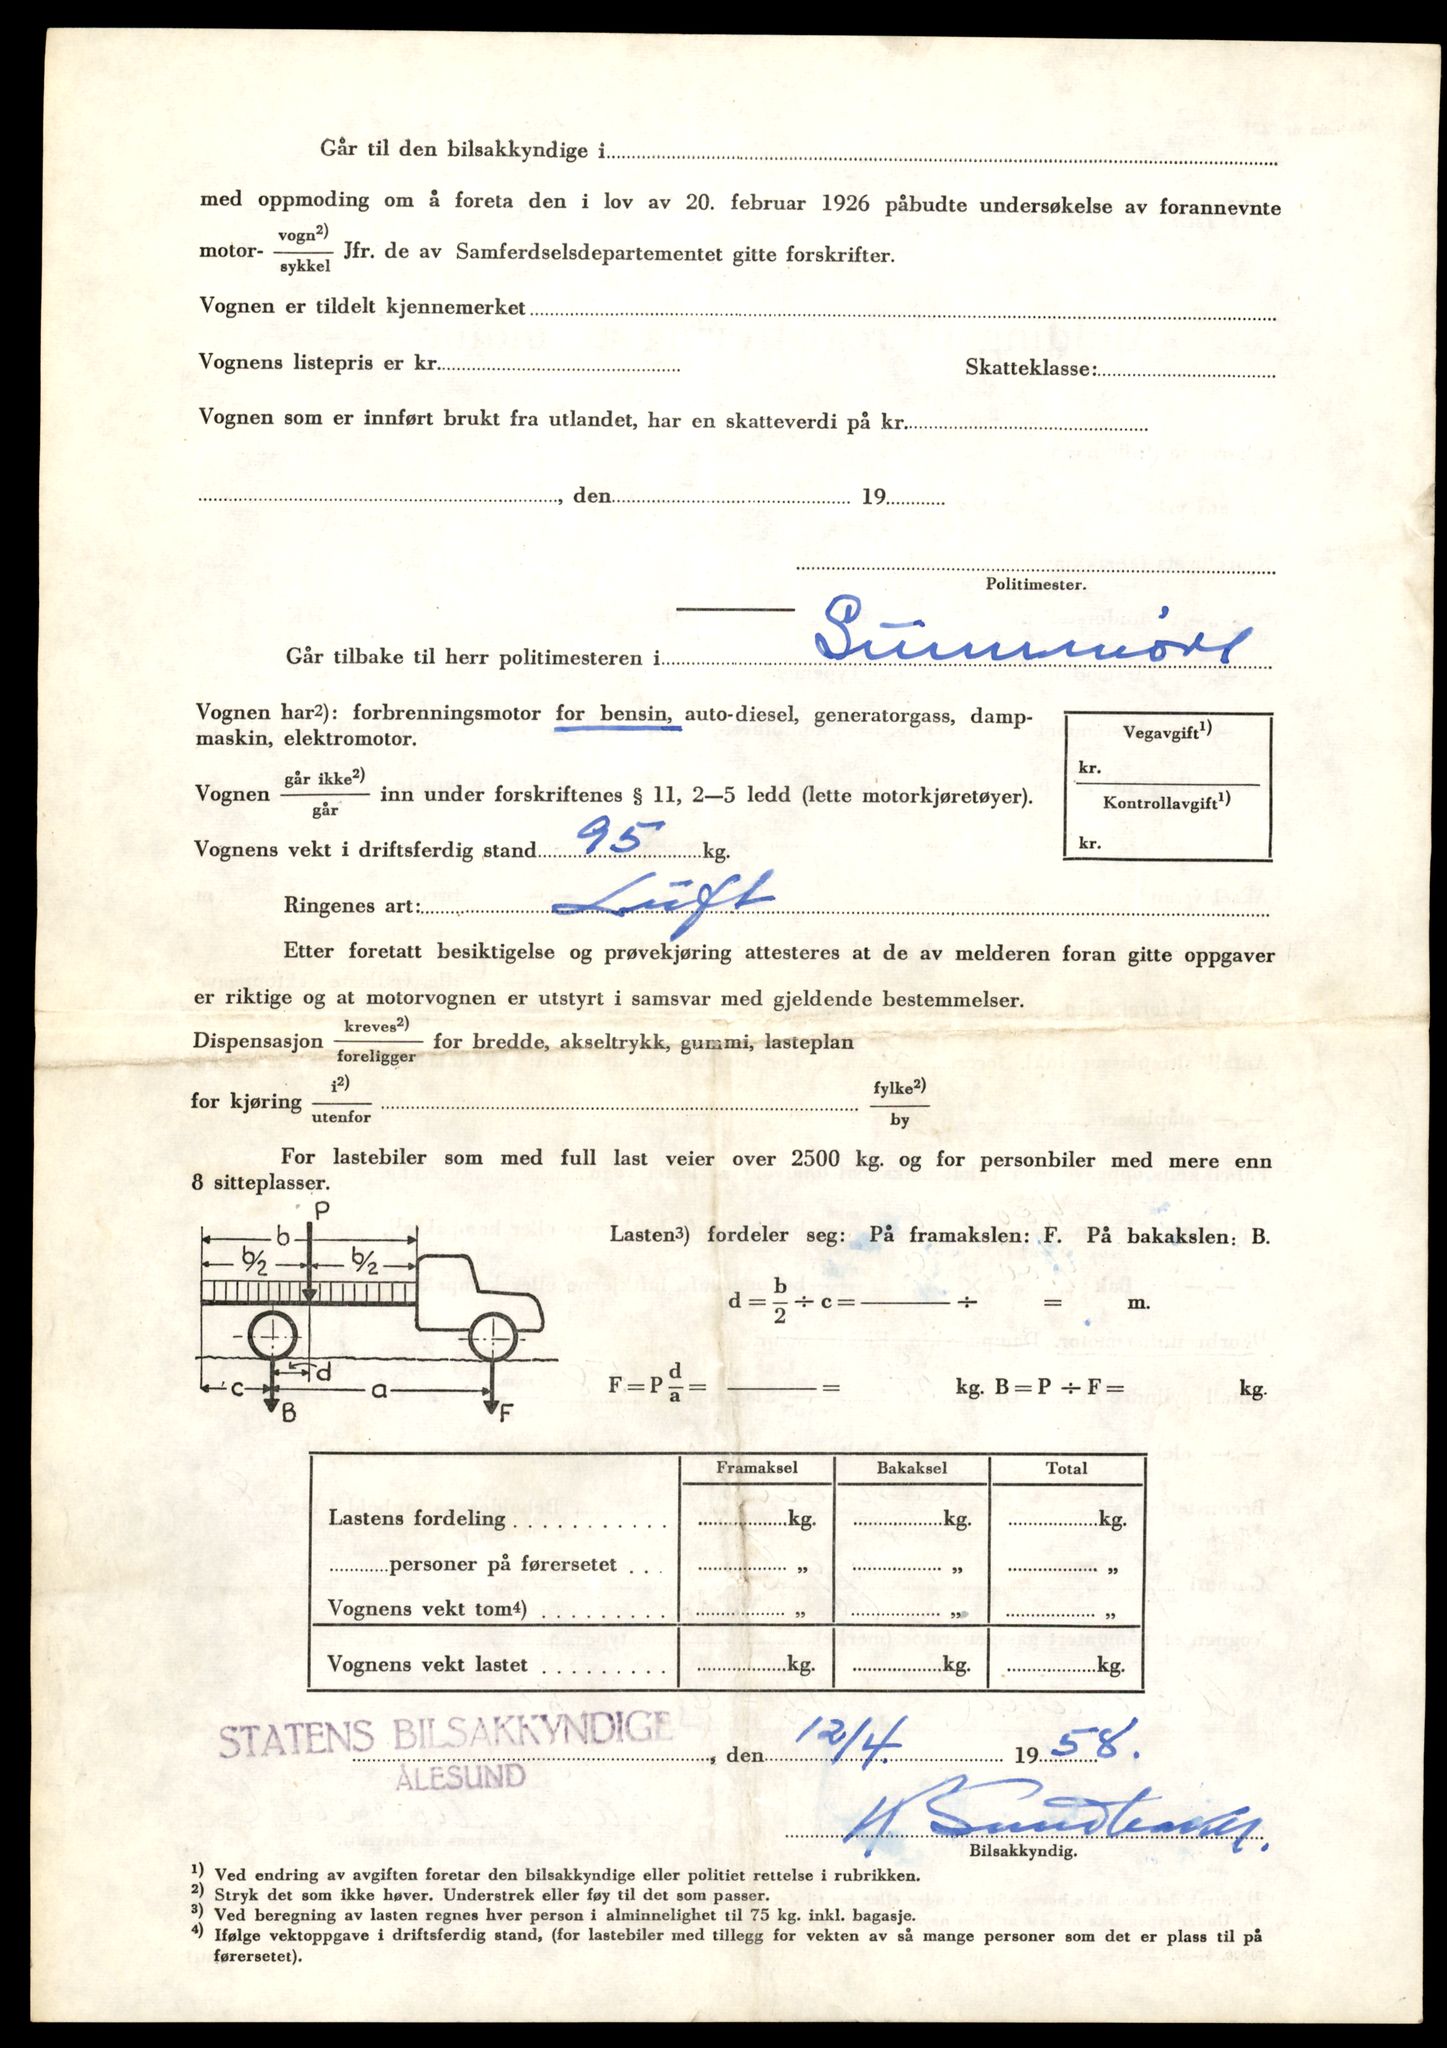 Går til den bilsakkyndige i
med oppmoding om å foreta den i lov av 20. februar 1926 påbudte undersøkelse av forannevnte
motor- vogn2) / sykkel Jfr. de av Samferdselsdepartementet gitte forskrifter.
Vognen er tildelt kjennemerket
Vognens listepris er kr. Skatteklasse:
Vognen som er innført brukt fra utlandet, har en skatteverdi på kr.
, den 19
Politimester.
Går tilbake til herr politimesteren i Sunnmøre
Vognen har2): forbrenningsmotor for bensin, auto-diesel, generatorgass, damp-
maskin, elektromotor.
Vegavgift1)
kr.
Kontrollavgift1)
kr.
Vognen går ikke2) / går inn under forskriftenes § 11, 2—5 ledd (lette motorkjøretøyer).
Vognens vekt i driftsferdig stand 95 kg.
Ringenes art: Luft
Etter foretatt besiktigelse og prøvekjøring attesteres at de av melderen foran gitte oppgaver
er riktige og at motorvognen er utstyrt i samsvar med gjeldende bestemmelser.
Dispensasjon kreves2) / foreligger for bredde, akseltrykk, gummi, lasteplan
for kjøring i2) / utenfor fylke2) / by
For lastebiler som med full last veier over 2500 kg. og for personbiler med mere enn
8 sitteplasser.
P
b
b/2 b/2
c d a
B F
Lasten3) fordeler seg: På framakslen: F. På bakakslen: B.
d = b/2 ÷ c = ÷ = m.
F = P d/a = = kg. B = P ÷ F = kg.
Framaksel Bakaksel Total
Lastens fordeling kg. kg. kg.
personer på førersetet „ „ „
Vognens vekt tom4) „ „ „
Vognens vekt lastet kg. kg. kg.
STATENS BILSAKKYNDIGE
ÅLESUND
, den 12/4. 19 58.
Bilsakkyndig.
1) Ved endring av avgiften foretar den bilsakkyndige eller politiet rettelse i rubrikken.
2) Stryk det som ikke høver. Understrek eller føy til det som passer.
3) Ved beregning av lasten regnes hver person i alminnelighet til 75 kg. inkl. bagasje.
4) Ifølge vektoppgave i driftsferdig stand, (for lastebiler med tillegg for vekten av så mange personer som det er plass til på
førersetet).